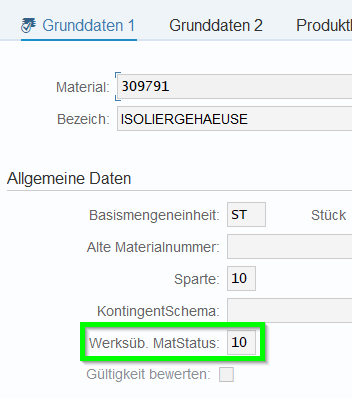 Grunddaten 1 Grunddaten 2 Produktl
Material: 309791
Bezeich: ISOLIERGEHAEUSE
Allgemeine Daten
Basismengeneinheit: ST Stück
Alte Materialnummer:
Sparte: 10
KontingentSchema:
Werksüb. MatStatus: 10
Gültigkeit bewerten: